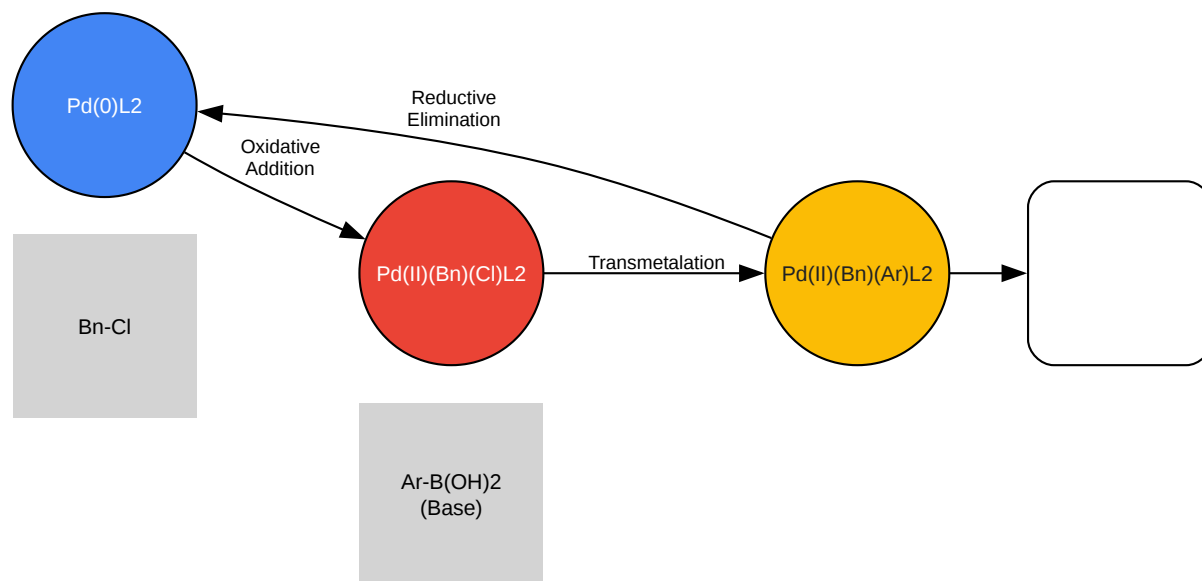 Pd(0)L2
Reductive
Elimination
Oxidative
Addition
Pd(II)(Bn)(Cl)L2
Transmetalation
Pd(II)(Bn)(Ar)L2
Bn-Cl
Ar-B(OH)2
(Base)